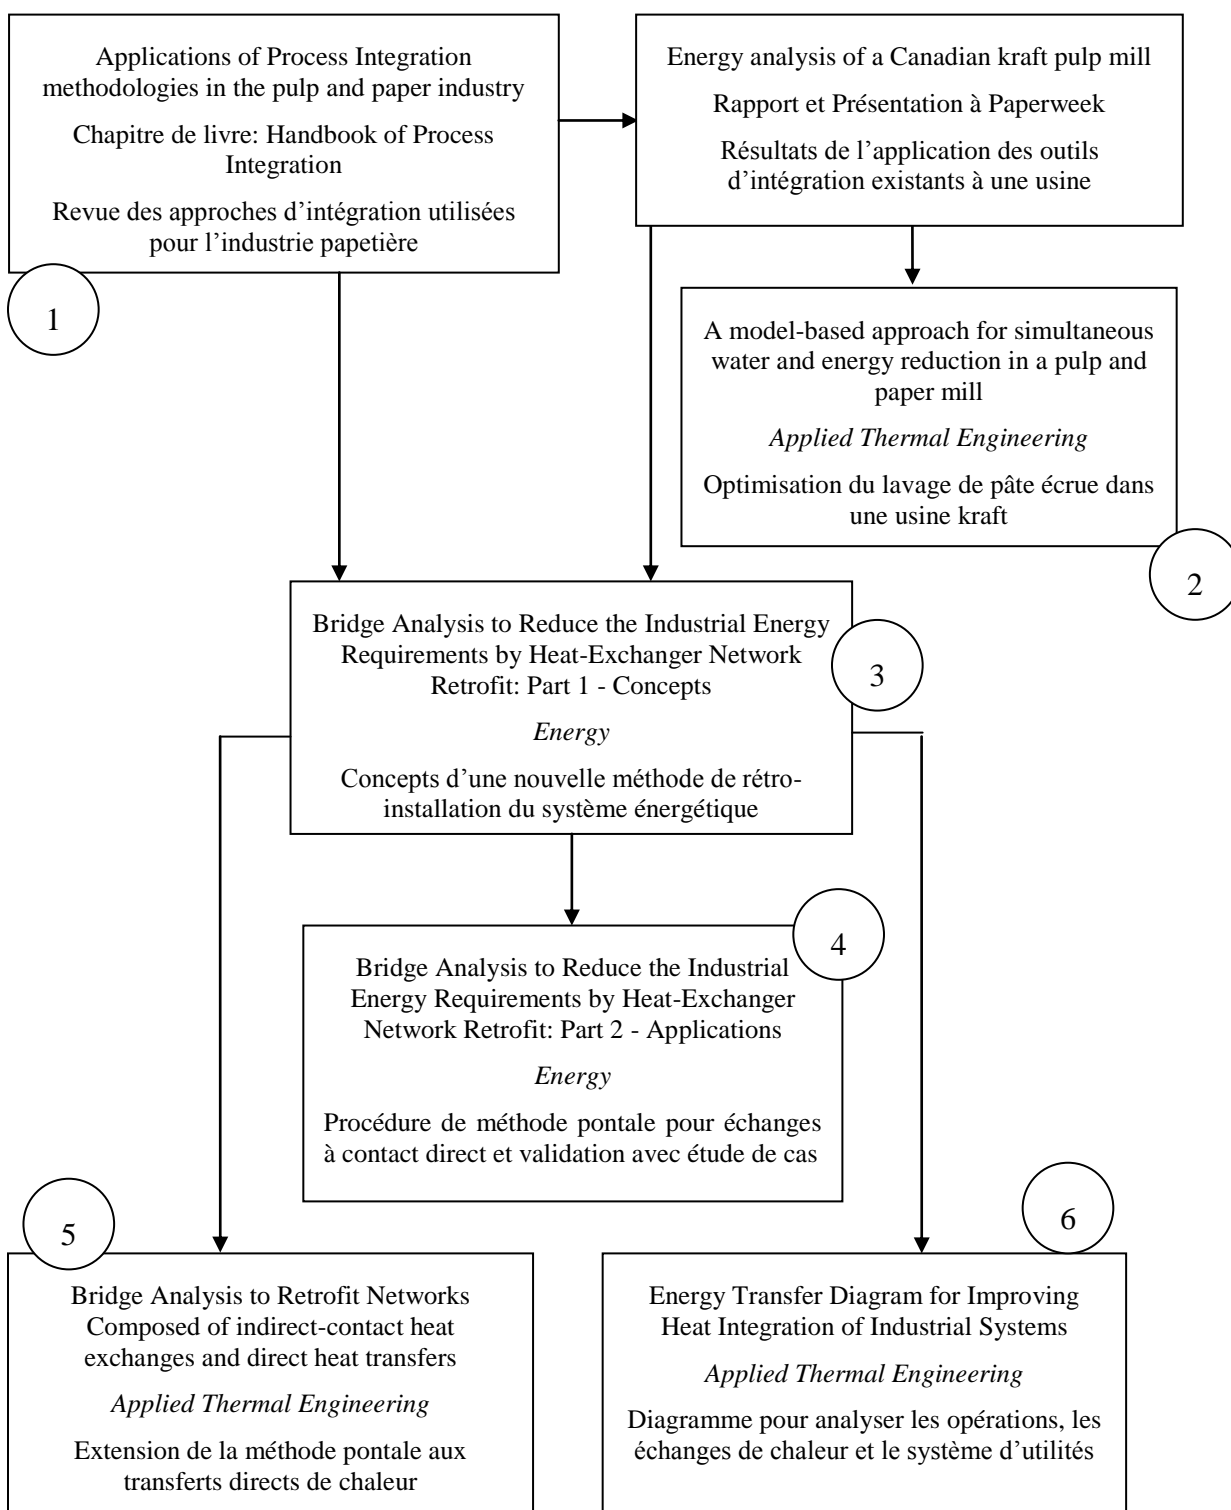 Applications of Process Integration
methodologies in the pulp and paper industry
Chapitre de livre: Handbook of Process
Integration
Revue des approches d’intégration utilisées
pour l’industrie papetière
1
Energy analysis of a Canadian kraft pulp mill
Rapport et Présentation à Paperweek
Résultats de l’application des outils
d’intégration existants à une usine
A model-based approach for simultaneous
water and energy reduction in a pulp and
paper mill
Applied Thermal Engineering
Optimisation du lavage de pâte écrue dans
une usine kraft
2
Bridge Analysis to Reduce the Industrial Energy
Requirements by Heat-Exchanger Network
Retrofit: Part 1 - Concepts
Energy
Concepts d’une nouvelle méthode de rétro-
installation du système énergétique
3
4
Bridge Analysis to Reduce the Industrial
Energy Requirements by Heat-Exchanger
Network Retrofit: Part 2 - Applications
Energy
Procédure de méthode pontale pour échanges
à contact direct et validation avec étude de cas
5
Bridge Analysis to Retrofit Networks
Composed of indirect-contact heat
exchanges and direct heat transfers
Applied Thermal Engineering
Extension de la méthode pontale aux
transferts directs de chaleur
6
Energy Transfer Diagram for Improving
Heat Integration of Industrial Systems
Applied Thermal Engineering
Diagramme pour analyser les opérations, les
échanges de chaleur et le système d’utilités